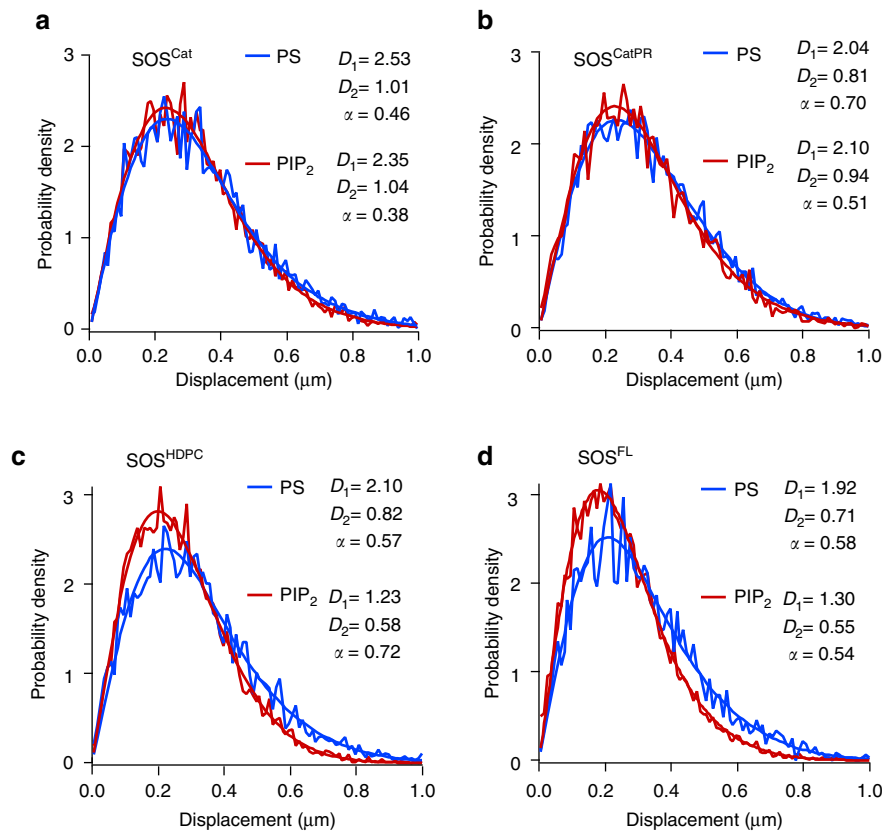 a
SOS^Cat
PS
D₁= 2.53
D₂= 1.01
α = 0.46
PIP₂
D₁= 2.35
D₂= 1.04
α = 0.38
Probability density
3
2
1
0
0.0 0.2 0.4 0.6 0.8 1.0
Displacement (μm)
b
SOS^CatPR
PS
D₁= 2.04
D₂= 0.81
α = 0.70
PIP₂
D₁= 2.10
D₂= 0.94
α = 0.51
Probability density
3
2
1
0
0.0 0.2 0.4 0.6 0.8 1.0
Displacement (μm)
c
SOS^HDPC
PS
D₁= 2.10
D₂= 0.82
α = 0.57
PIP₂
D₁= 1.23
D₂= 0.58
α = 0.72
Probability density
3
2
1
0
0.0 0.2 0.4 0.6 0.8 1.0
Displacement (μm)
d
SOS^FL
PS
D₁= 1.92
D₂= 0.71
α = 0.58
PIP₂
D₁= 1.30
D₂= 0.55
α = 0.54
Probability density
3
2
1
0
0.0 0.2 0.4 0.6 0.8 1.0
Displacement (μm)